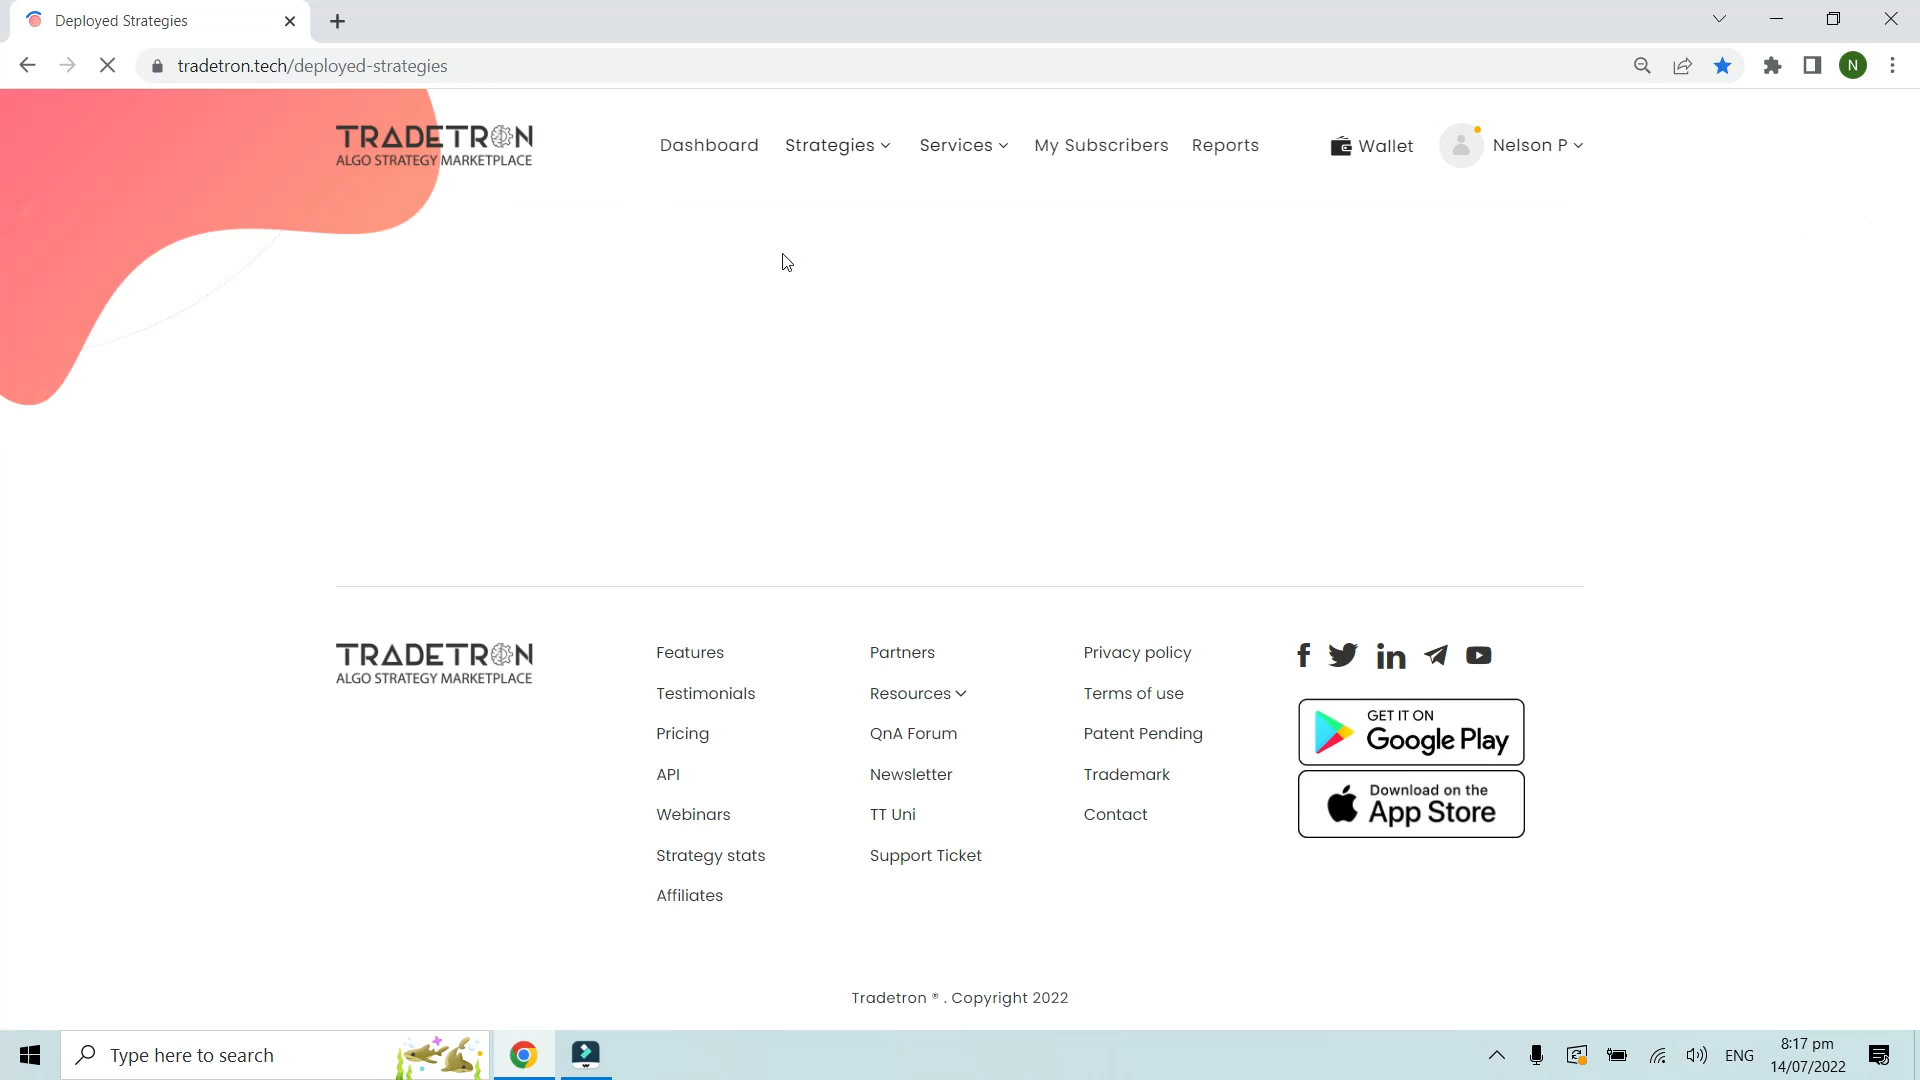 Deployed Strategies
tradetron.tech/deployed-strategies
N
TRADETRON
ALGO STRATEGY MARKETPLACE
Dashboard
Strategies
Services
My Subscribers
Reports
Wallet
Nelson P
TRADETRON
ALGO STRATEGY MARKETPLACE
Features
Testimonials
Pricing
API
Webinars
Strategy stats
Affiliates
Partners
Resources
QnA Forum
Newsletter
TT Uni
Support Ticket
Privacy policy
Terms of use
Patent Pending
Trademark
Contact
GET IT ON
Google Play
Download on the
App Store
Tradetron ® . Copyright 2022
Type here to search
ENG
8:17 pm
14/07/2022